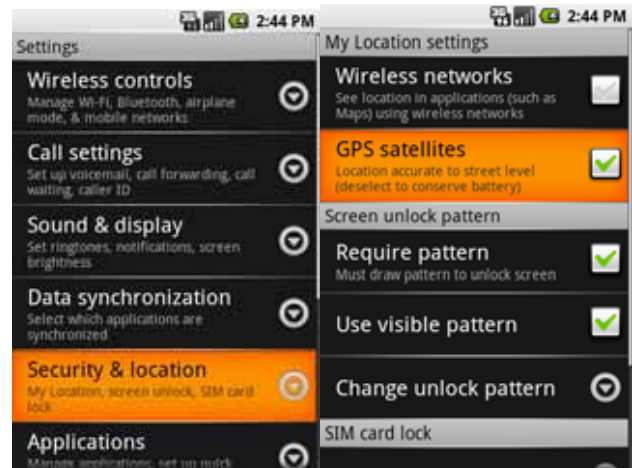 2:44 PM
Settings
Wireless controls
Manage Wi-Fi, Bluetooth, airplane
mode, & mobile networks
Call settings
Set up voicemail, call forwarding, call
waiting, caller ID
Sound & display
Set ringtones, notifications, screen
brightness
Data synchronization
Select which applications are
synchronized
Security & location
My Location, screen unlock, SIM card
lock
Applications
Manage applications, set up quick
2:44 PM
My Location settings
Wireless networks
See location in applications (such as
Maps) using wireless networks
GPS satellites
Location accurate to street level
(deselect to conserve battery)
Screen unlock pattern
Require pattern
Must draw pattern to unlock screen
Use visible pattern
Change unlock pattern
SIM card lock